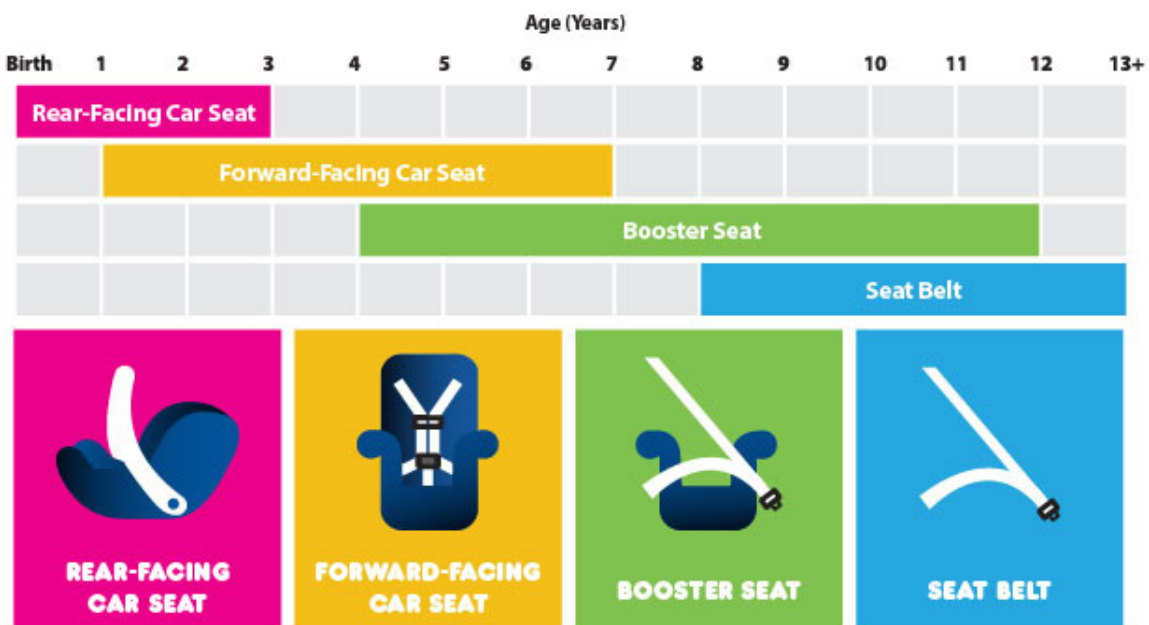 Age (Years)
Birth 1 2 3 4 5 6 7 8 9 10 11 12 13+
Rear-Facing Car Seat
Forward-Facing Car Seat
Booster Seat
Seat Belt
REAR-FACING
CAR SEAT
FORWARD-FACING
CAR SEAT
BOOSTER SEAT
SEAT BELT